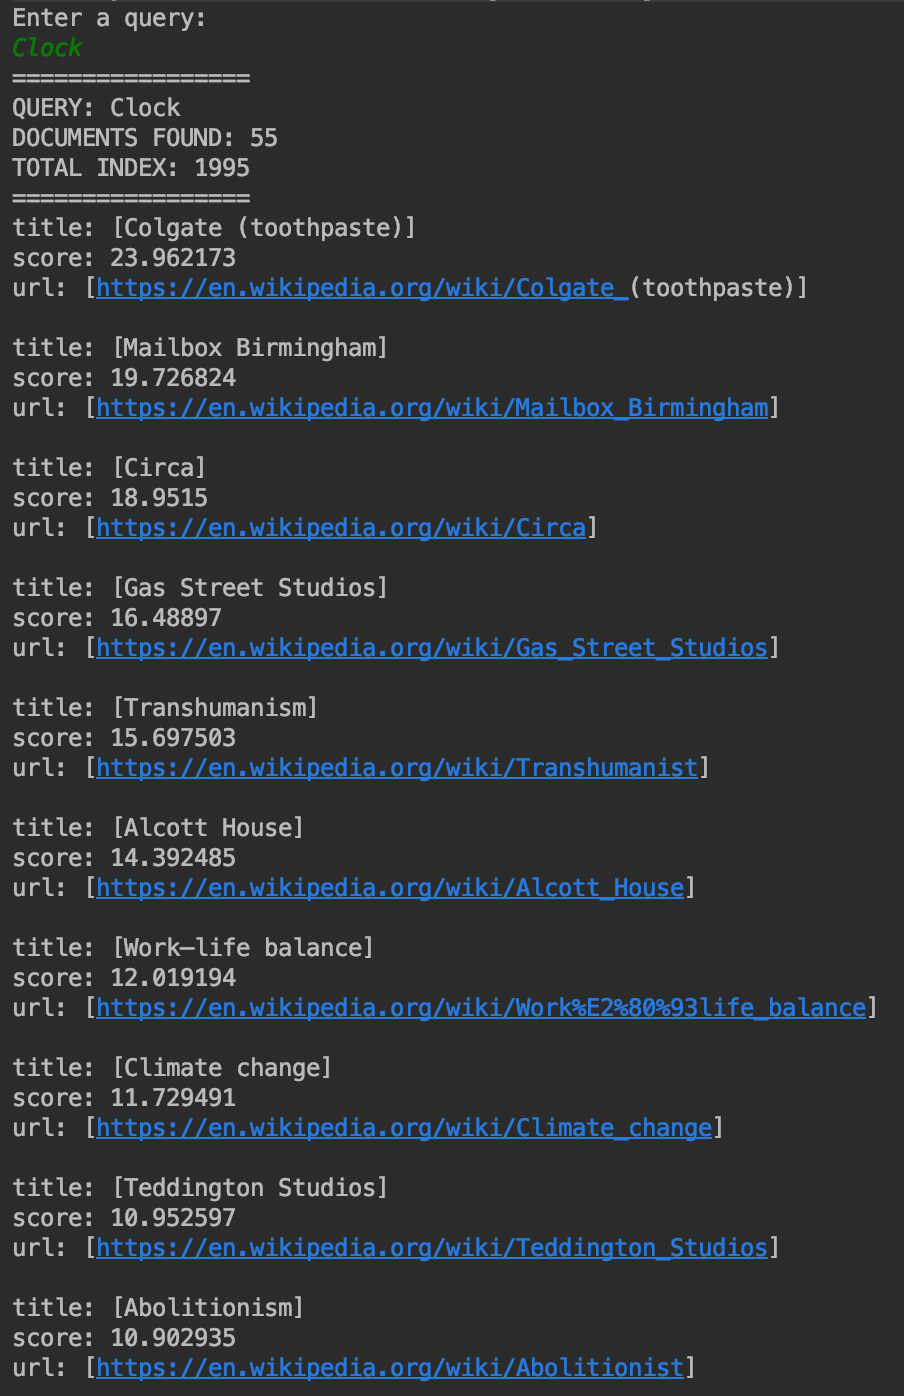 Enter a query:
Clock
=================
QUERY: Clock
DOCUMENTS FOUND: 55
TOTAL INDEX: 1995
=================
title: [Colgate (toothpaste)]
score: 23.962173
url: [https://en.wikipedia.org/wiki/Colgate_(toothpaste)]
title: [Mailbox Birmingham]
score: 19.726824
url: [https://en.wikipedia.org/wiki/Mailbox_Birmingham]
title: [Circa]
score: 18.9515
url: [https://en.wikipedia.org/wiki/Circa]
title: [Gas Street Studios]
score: 16.48897
url: [https://en.wikipedia.org/wiki/Gas_Street_Studios]
title: [Transhumanism]
score: 15.697503
url: [https://en.wikipedia.org/wiki/Transhumanist]
title: [Alcott House]
score: 14.392485
url: [https://en.wikipedia.org/wiki/Alcott_House]
title: [Work–life balance]
score: 12.019194
url: [https://en.wikipedia.org/wiki/Work%E2%80%93life_balance]
title: [Climate change]
score: 11.729491
url: [https://en.wikipedia.org/wiki/Climate_change]
title: [Teddington Studios]
score: 10.952597
url: [https://en.wikipedia.org/wiki/Teddington_Studios]
title: [Abolitionism]
score: 10.902935
url: [https://en.wikipedia.org/wiki/Abolitionist]